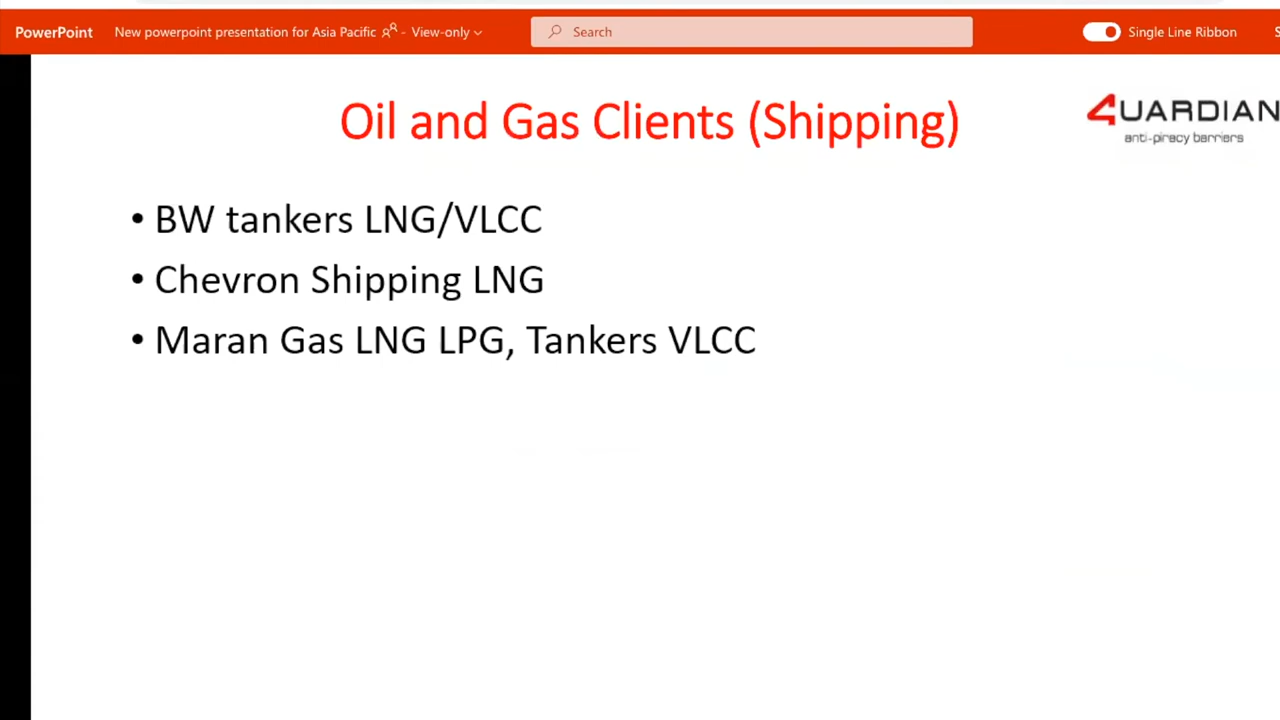 PowerPoint New powerpoint presentation for Asia Pacific - View-only Search Single Line Ribbon S
Oil and Gas Clients (Shipping)
4UARDIAN
anti-piracy barriers
• BW tankers LNG/VLCC
• Chevron Shipping LNG
• Maran Gas LNG LPG, Tankers VLCC